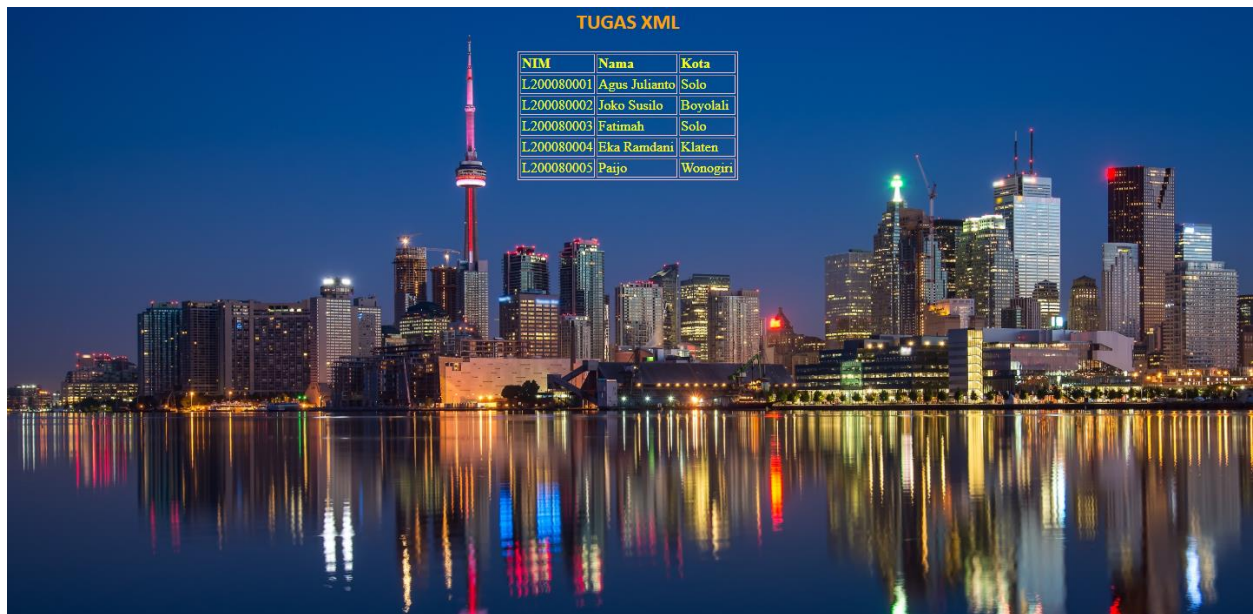 TUGAS XML
NIM Nama Kota
L200080001 Agus Julianto Solo
L200080002 Joko Susilo Boyolali
L200080003 Fatimah Solo
L200080004 Eka Ramdani Klaten
L200080005 Paijo Wonogiri